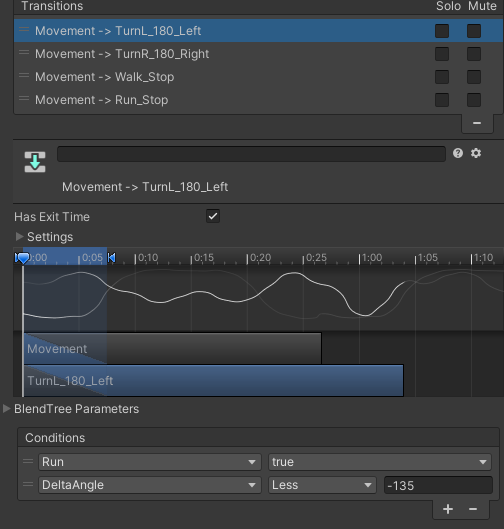 Transitions Solo Mute
Movement -> TurnL_180_Left
Movement -> TurnR_180_Right
Movement -> Walk_Stop
Movement -> Run_Stop
Movement -> TurnL_180_Left
Has Exit Time
Settings
0:00 0:05 0:10 0:15 0:20 0:25 1:00 1:05 1:10
Movement
TurnL_180_Left
BlendTree Parameters
Conditions
Run true
DeltaAngle Less -135